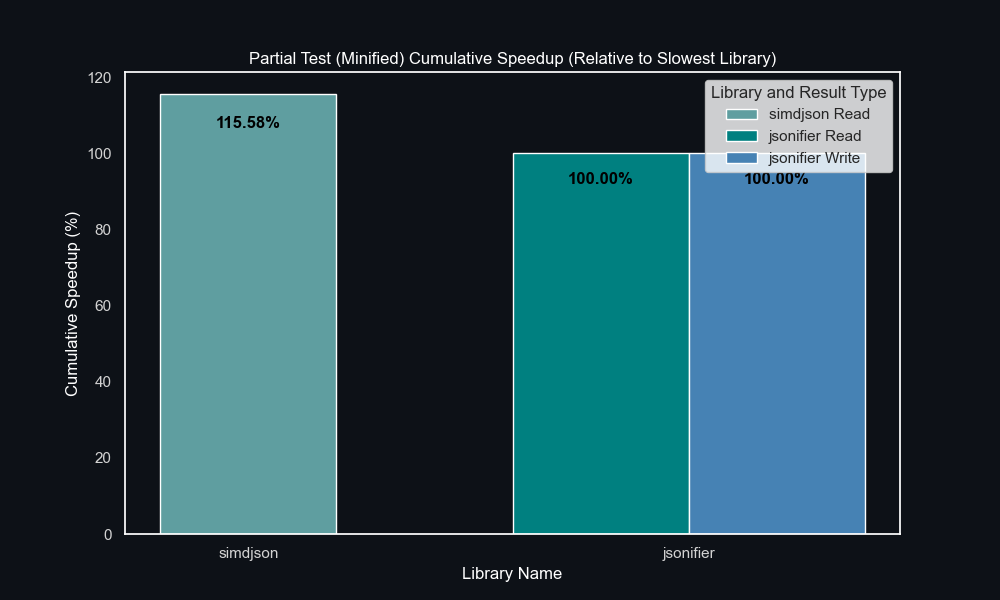 Partial Test (Minified) Cumulative Speedup (Relative to Slowest Library)
Cumulative Speedup (%)
120
100
80
60
40
20
0
115.58%
100.00%
100.00%
Library and Result Type
simdjson Read
jsonifier Read
jsonifier Write
simdjson
jsonifier
Library Name